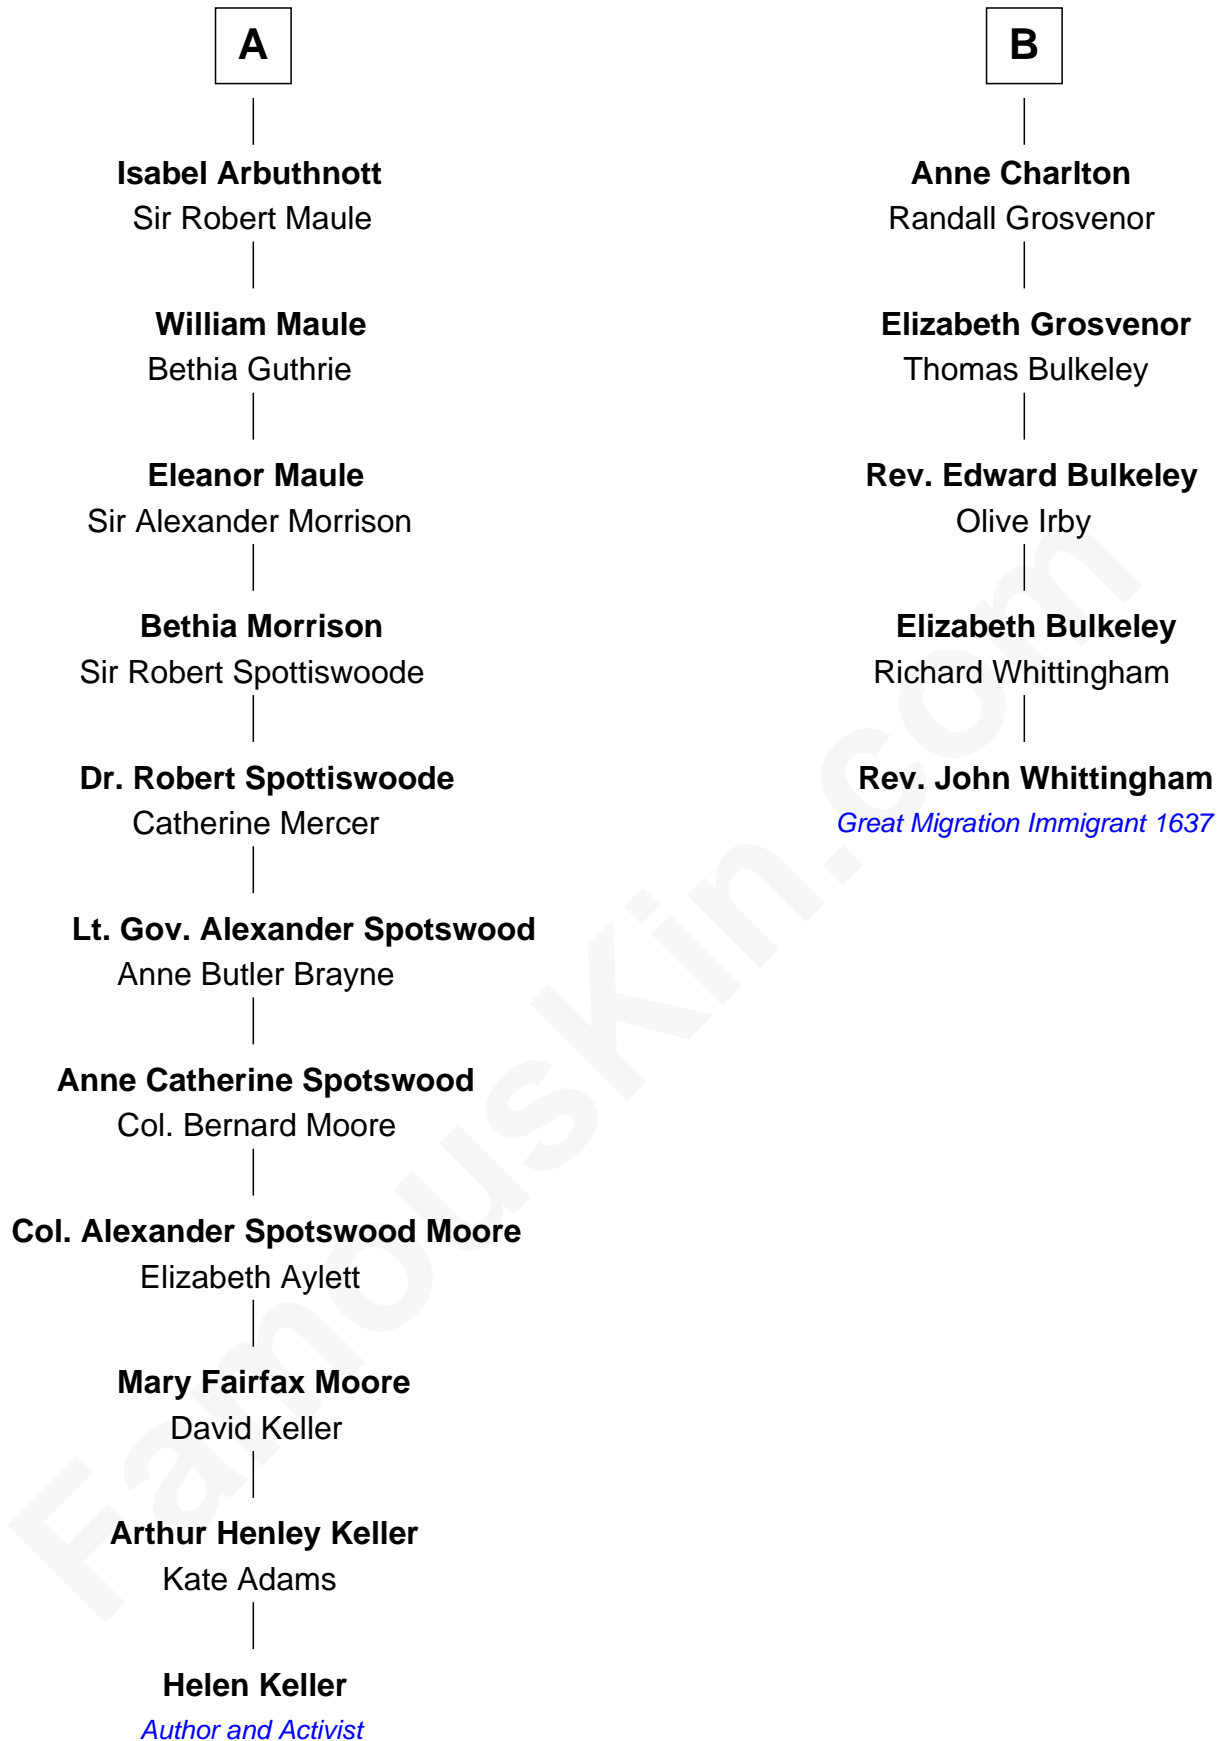 A
Isabel Arbuthnott
Sir Robert Maule
William Maule
Bethia Guthrie
Eleanor Maule
Sir Alexander Morrison
Bethia Morrison
Sir Robert Spottiswoode
Dr. Robert Spottiswoode
Catherine Mercer
Lt. Gov. Alexander Spotswood
Anne Butler Brayne
Anne Catherine Spotswood
Col. Bernard Moore
Col. Alexander Spotswood Moore
Elizabeth Aylett
Mary Fairfax Moore
David Keller
Arthur Henley Keller
Kate Adams
Helen Keller
Author and Activist
B
Anne Charlton
Randall Grosvenor
Elizabeth Grosvenor
Thomas Bulkeley
Rev. Edward Bulkeley
Olive Irby
Elizabeth Bulkeley
Richard Whittingham
Rev. John Whittingham
Great Migration Immigrant 1637
FamousKin.com